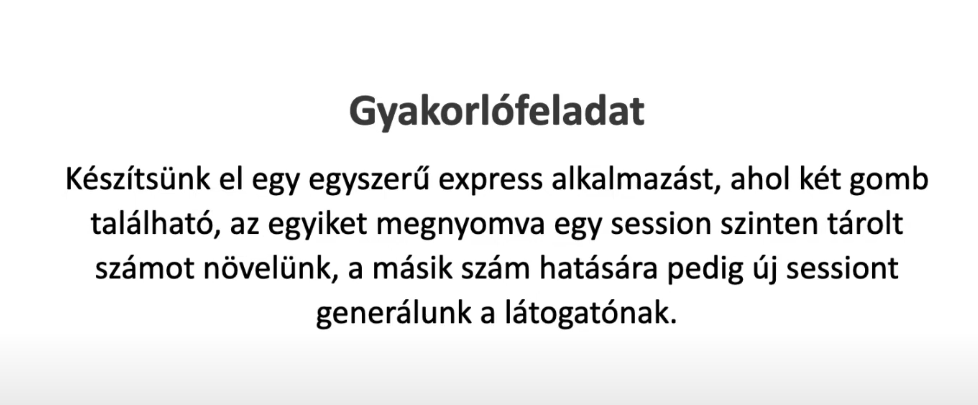 Gyakorlófeladat
Készítsünk el egy egyszerű express alkalmazást, ahol két gomb
található, az egyiket megnyomva egy session szinten tárolt
számot növelünk, a másik szám hatására pedig új sessiont
generálunk a látogatónak.